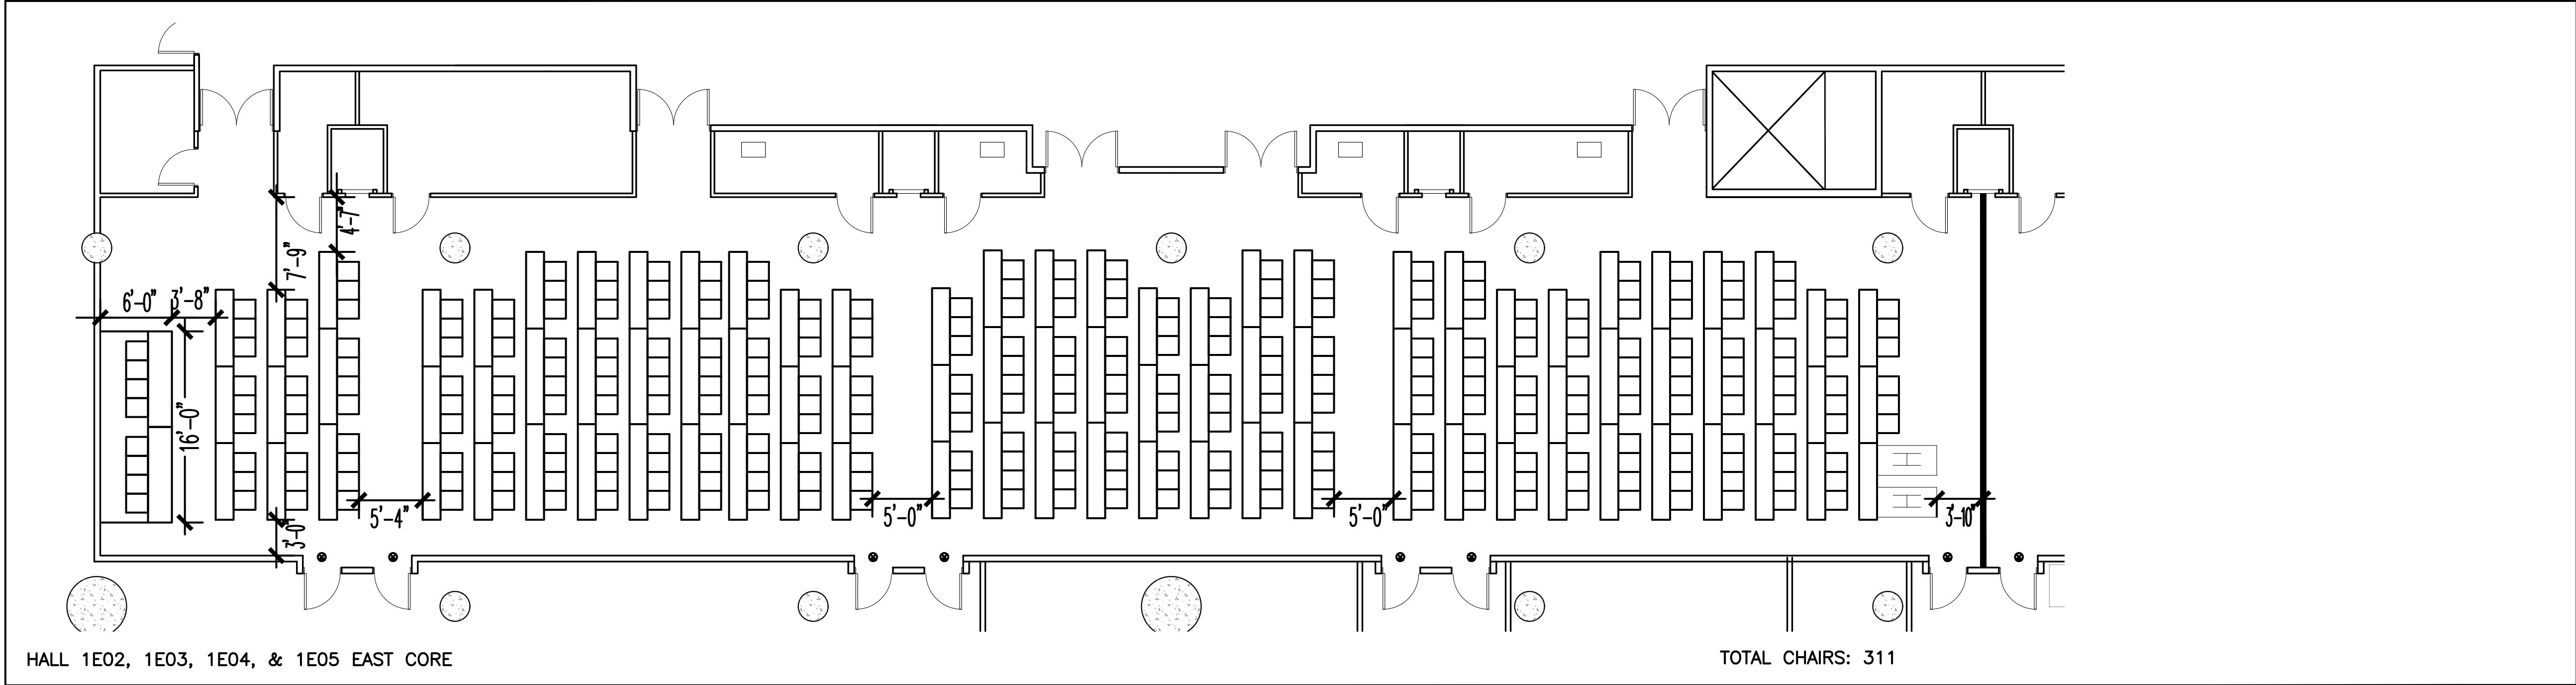 4'-7"
7'-9"
6'-0"
3'-8"
16'-0"
3'-0"
5'-4"
5'-0"
5'-0"
3'-10"
H
H
HALL 1E02, 1E03, 1E04, & 1E05 EAST CORE
TOTAL CHAIRS: 311